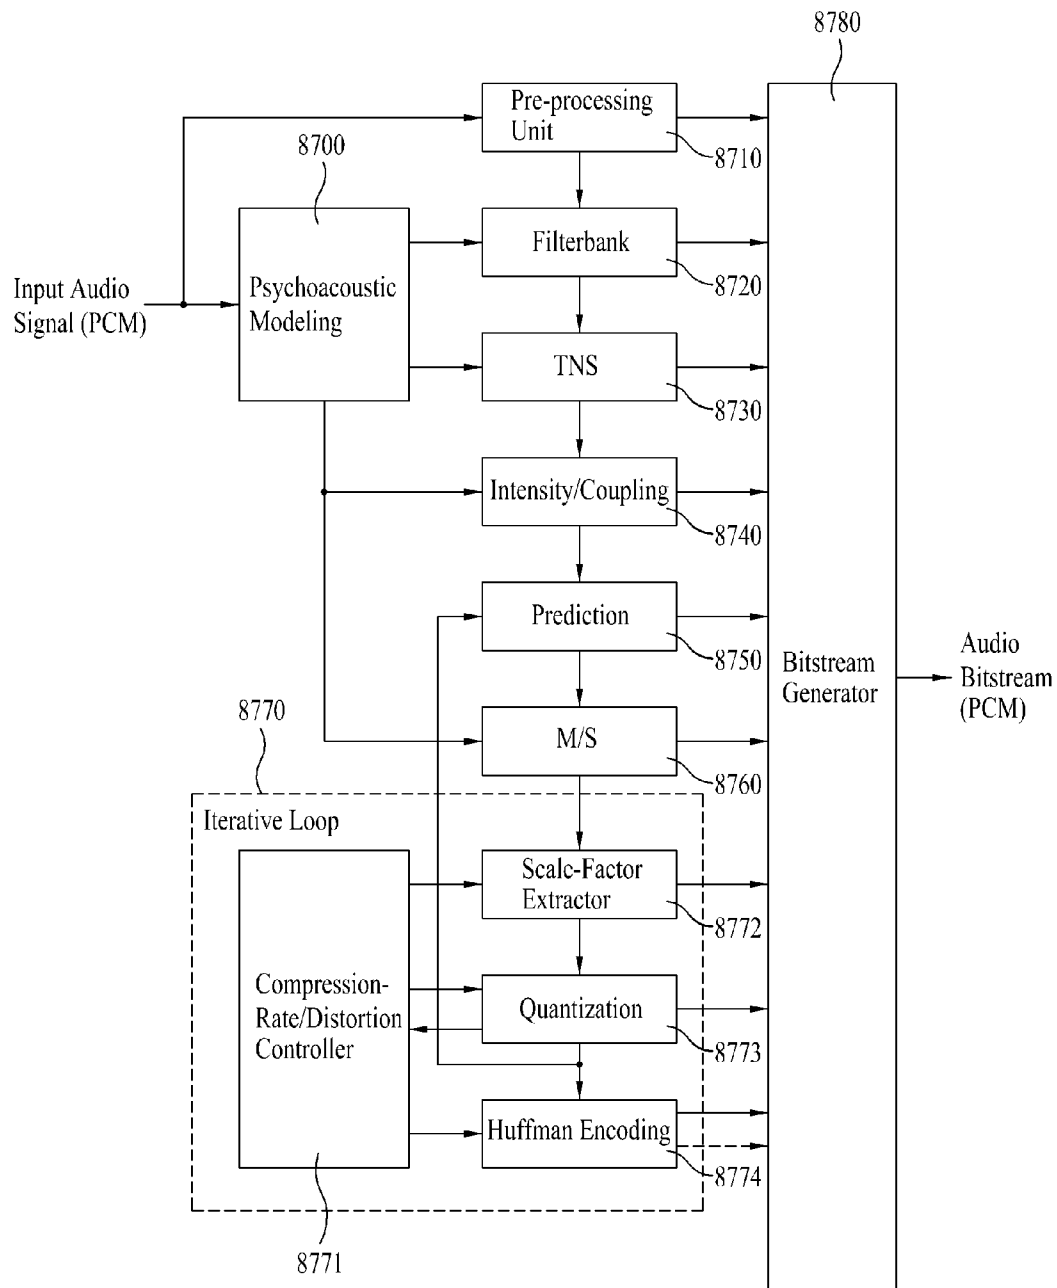 8780
Pre-processing
Unit
8710
8700
Filterbank
8720
Input Audio
Signal (PCM)
Psychoacoustic
Modeling
TNS
8730
Intensity/Coupling
8740
Prediction
8750
Bitstream
Generator
Audio
Bitstream
(PCM)
8770
M/S
8760
Iterative Loop
Scale-Factor
Extractor
8772
Compression-
Rate/Distortion
Controller
Quantization
8773
Huffman Encoding
8774
8771